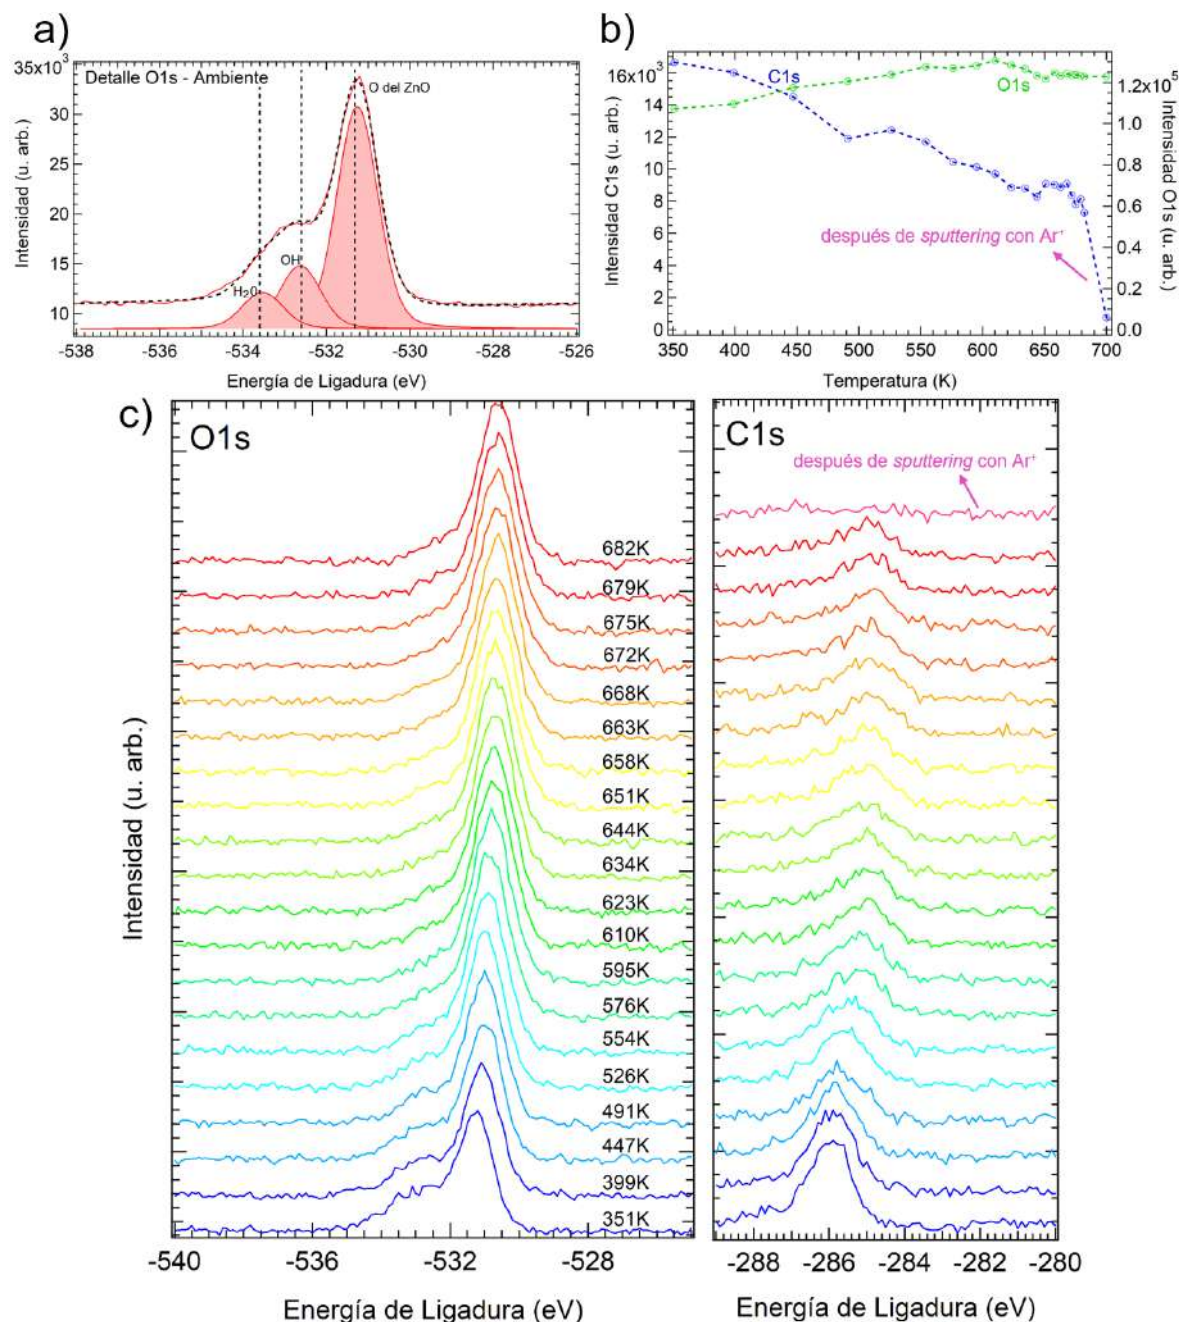 a)
35x10³
Detalle O1s - Ambiente
O del ZnO
30
25
20
15
10
OH
H₂0
Intensidad (u. arb.)
-538
-536
-534
-532
-530
-528
-526
Energía de Ligadura (eV)
b)
16x10³
14
12
10
8
6
4
2
0
Intensidad C1s (u. arb.)
C1s
O1s
después de sputtering con Ar⁺
1.2x10⁵
1.0
0.8
0.6
0.4
0.2
0.0
Intensidad O1s (u. arb.)
350
400
450
500
550
600
650
700
Temperatura (K)
c)
O1s
682K
679K
675K
672K
668K
663K
658K
651K
644K
634K
623K
610K
595K
576K
554K
526K
491K
447K
399K
351K
Intensidad (u. arb.)
-540
-536
-532
-528
Energía de Ligadura (eV)
C1s
después de sputtering con Ar⁺
-288
-286
-284
-282
-280
Energía de Ligadura (eV)